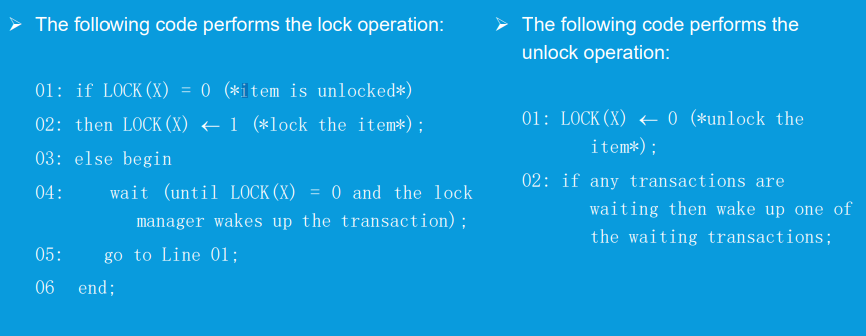 ➢ The following code performs the lock operation:
01: if LOCK(X) = 0 (*item is unlocked*)
02: then LOCK(X) ← 1 (*lock the item*);
03: else begin
04: wait (until LOCK(X) = 0 and the lock
manager wakes up the transaction);
05: go to Line 01;
06 end;
➢ The following code performs the
unlock operation:
01: LOCK(X) ← 0 (*unlock the
item*);
02: if any transactions are
waiting then wake up one of
the waiting transactions;